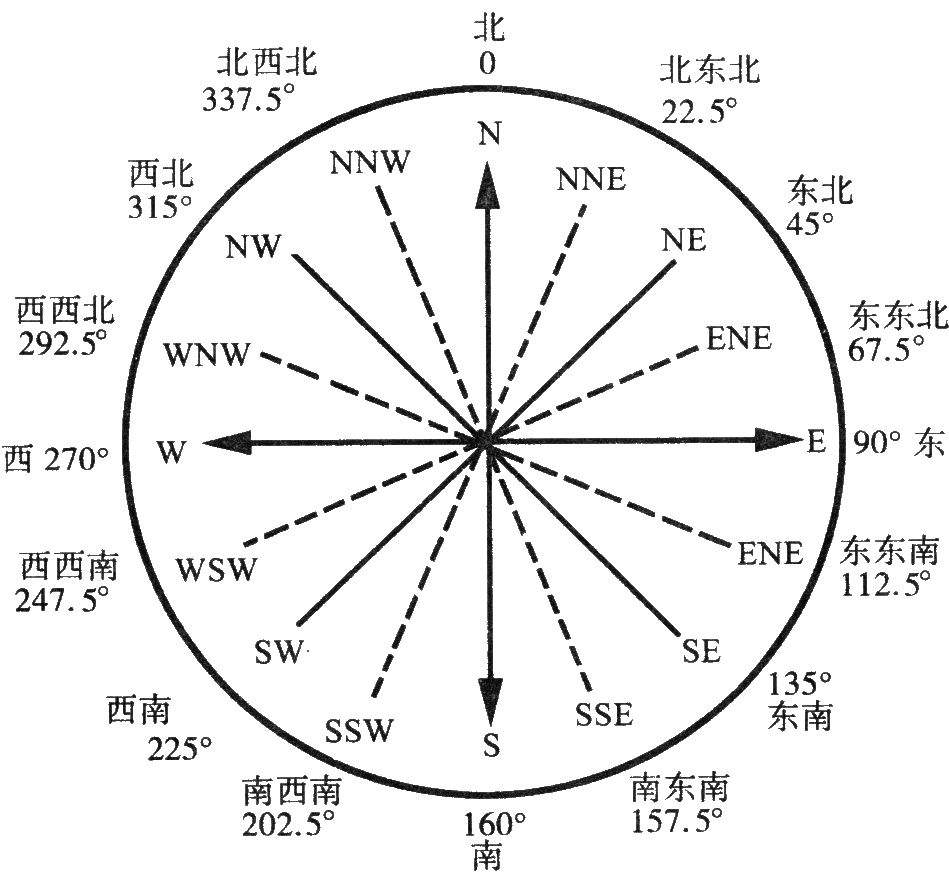 北
0
北西北
337.5°
北东北
22.5°
N
NNW
NNE
西北
315°
东北
45°
NW
NE
西西北
292.5°
东东北
67.5°
WNW
ENE
西 270°
W
E
90° 东
西西南
247.5°
WSW
ENE
东东南
112.5°
SW
SE
西南
225°
135°
东南
SSW
S
SSE
南西南
202.5°
160°
南
南东南
157.5°